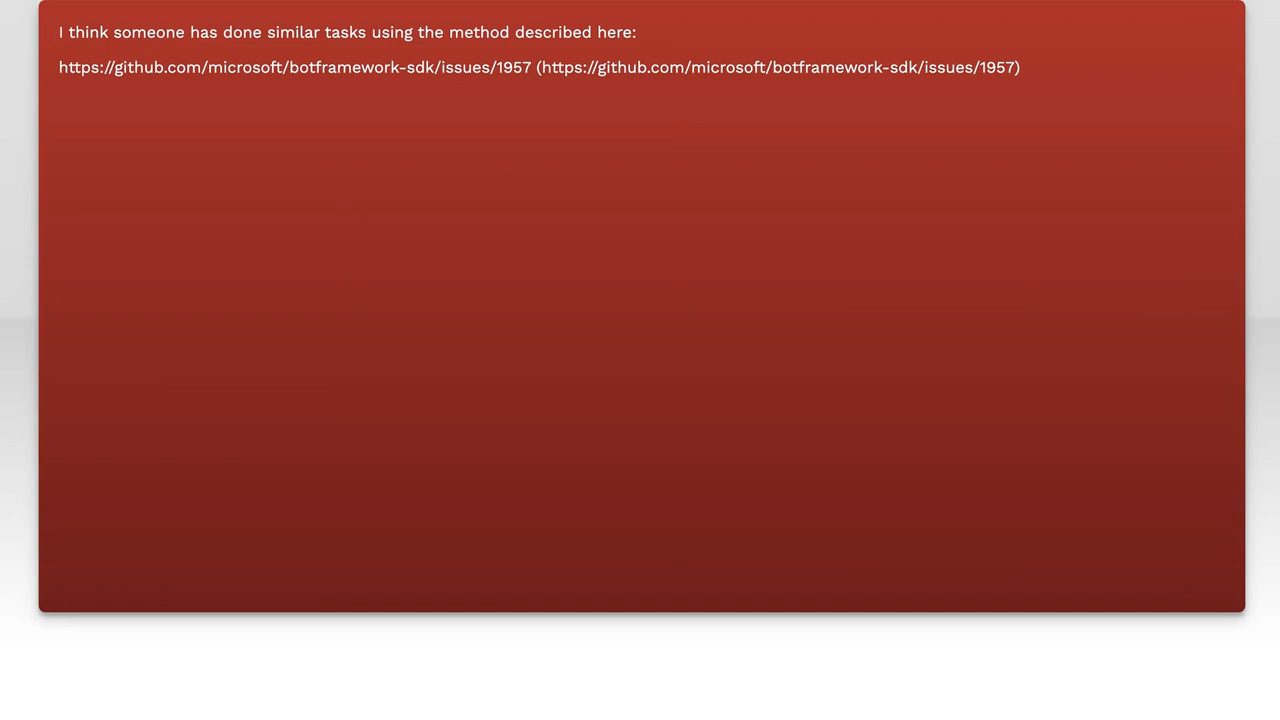 I think someone has done similar tasks using the method described here:
https://github.com/microsoft/botframework-sdk/issues/1957 (https://github.com/microsoft/botframework-sdk/issues/1957)